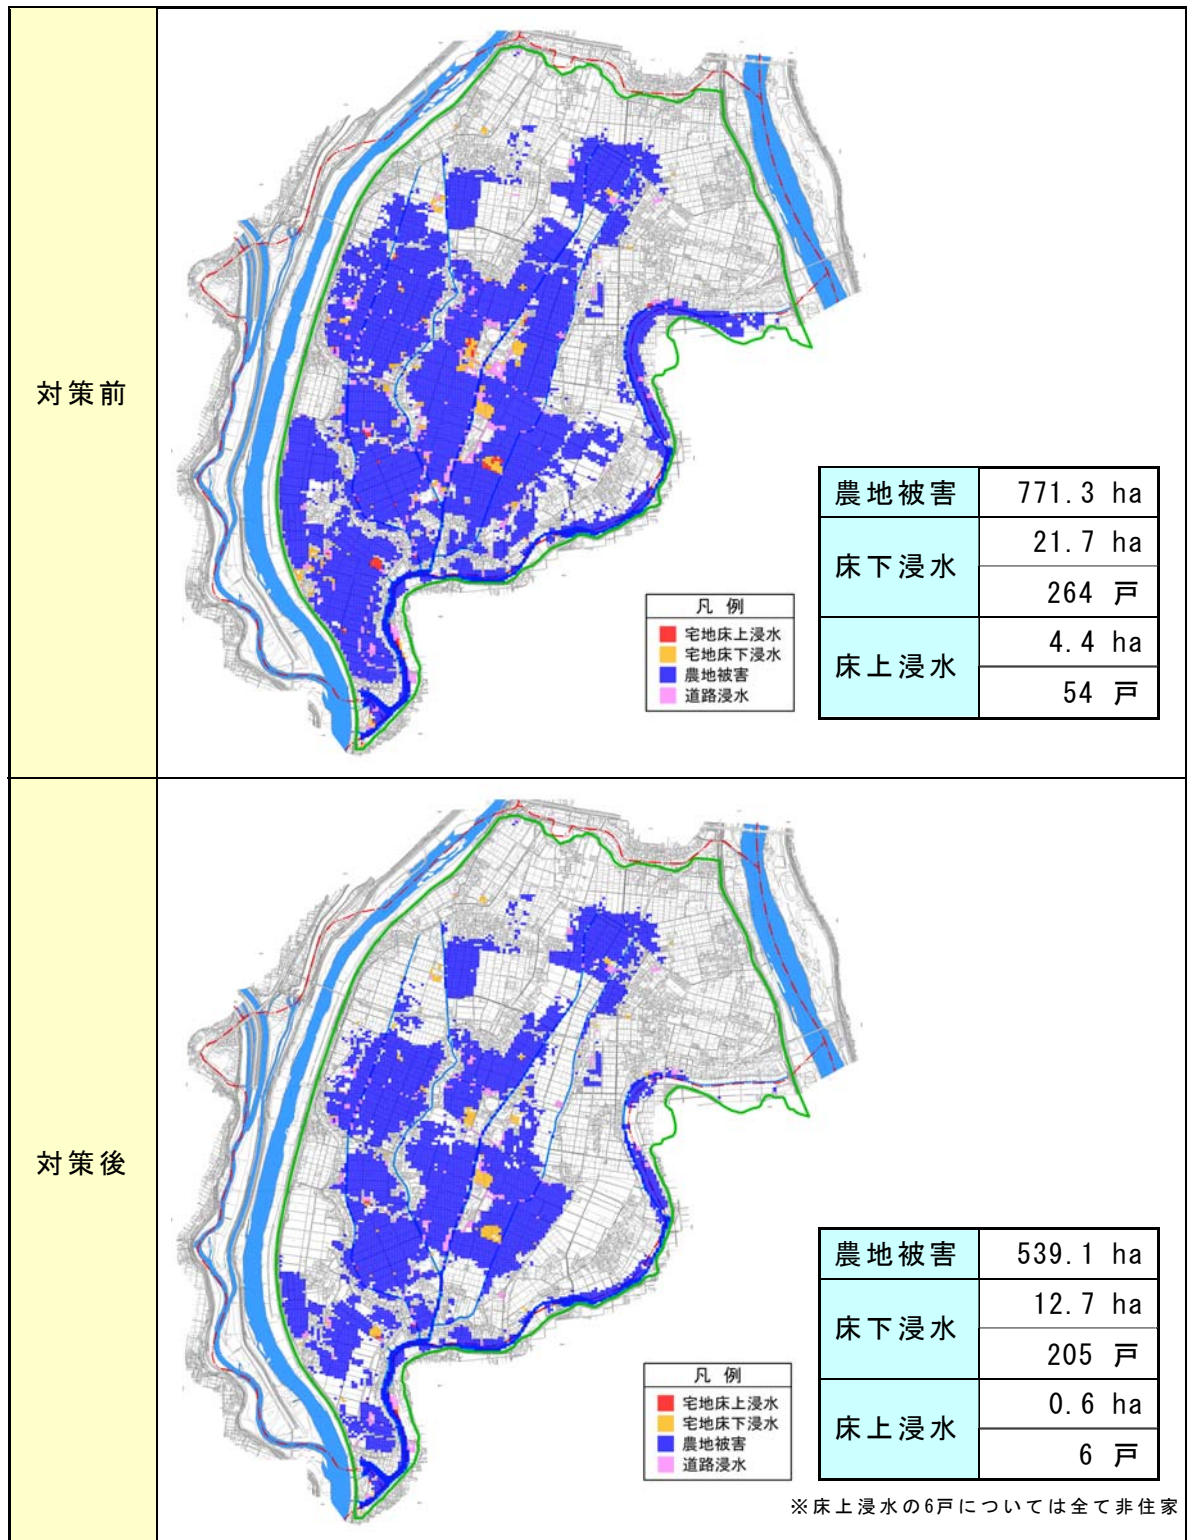 対策前
農地被害 771.3 ha
床下浸水 21.7 ha
264 戸
床上浸水 4.4 ha
54 戸
凡 例
宅地床上浸水
宅地床下浸水
農地被害
道路浸水
対策後
農地被害 539.1 ha
床下浸水 12.7 ha
205 戸
床上浸水 0.6 ha
6 戸
凡 例
宅地床上浸水
宅地床下浸水
農地被害
道路浸水
※床上浸水の6戸については全て非住家